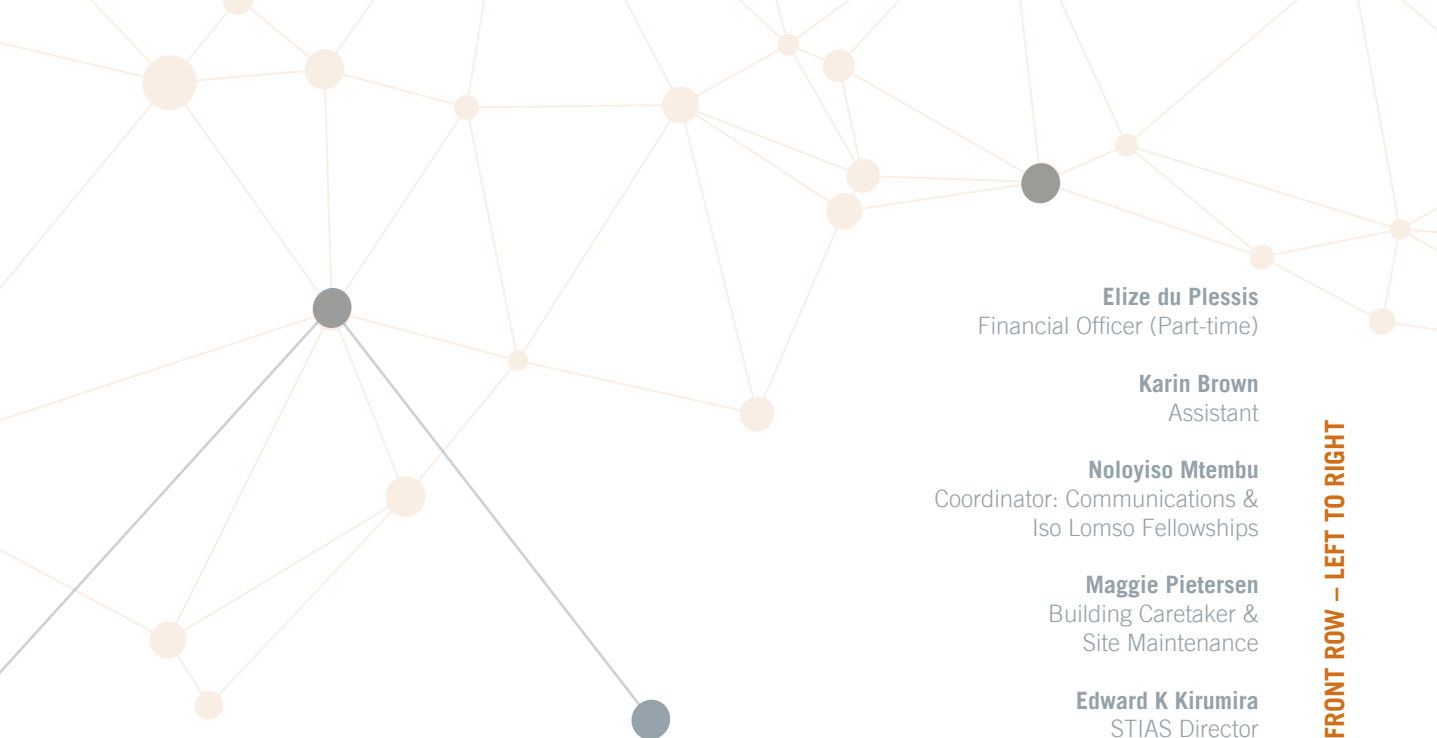 Elize du Plessis
Financial Officer (Part-time)
Karin Brown
Assistant
Noloyiso Mtembu
Coordinator: Communications &
Iso Lomso Fellowships
Maggie Pietersen
Building Caretaker &
Site Maintenance
Edward K Kirumira
STIAS Director
FRONT ROW – LEFT TO RIGHT